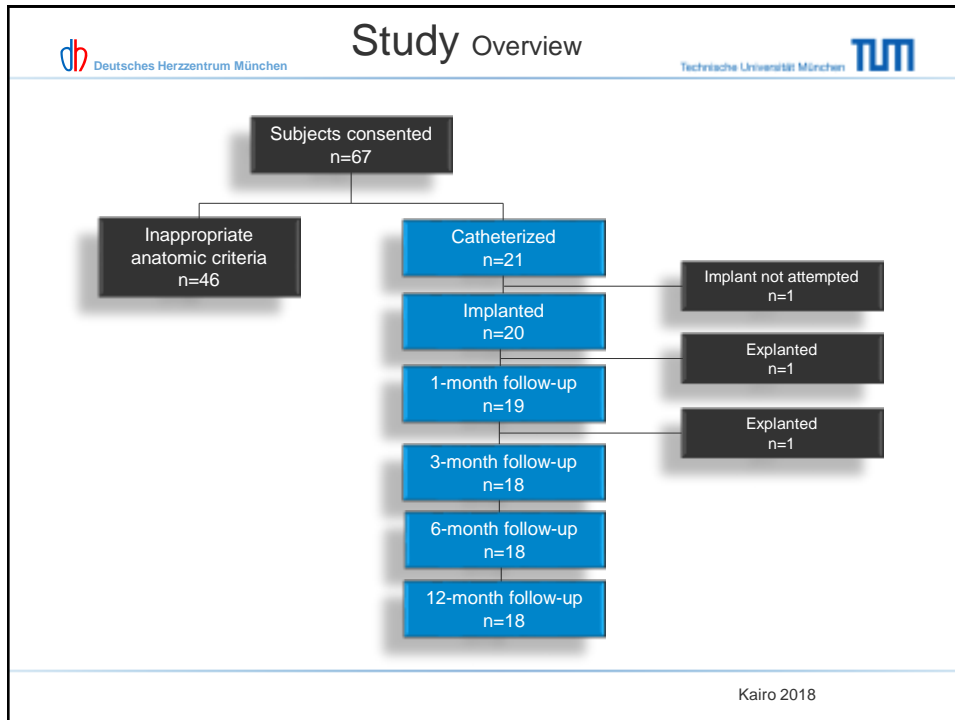 Study Overview
Deutsches Herzzentrum München
Technische Universität München
TUM
Subjects consented
n=67
Inappropriate
anatomic criteria
n=46
Catheterized
n=21
Implant not attempted
n=1
Implanted
n=20
Explanted
n=1
1-month follow-up
n=19
Explanted
n=1
3-month follow-up
n=18
6-month follow-up
n=18
12-month follow-up
n=18
Kairo 2018